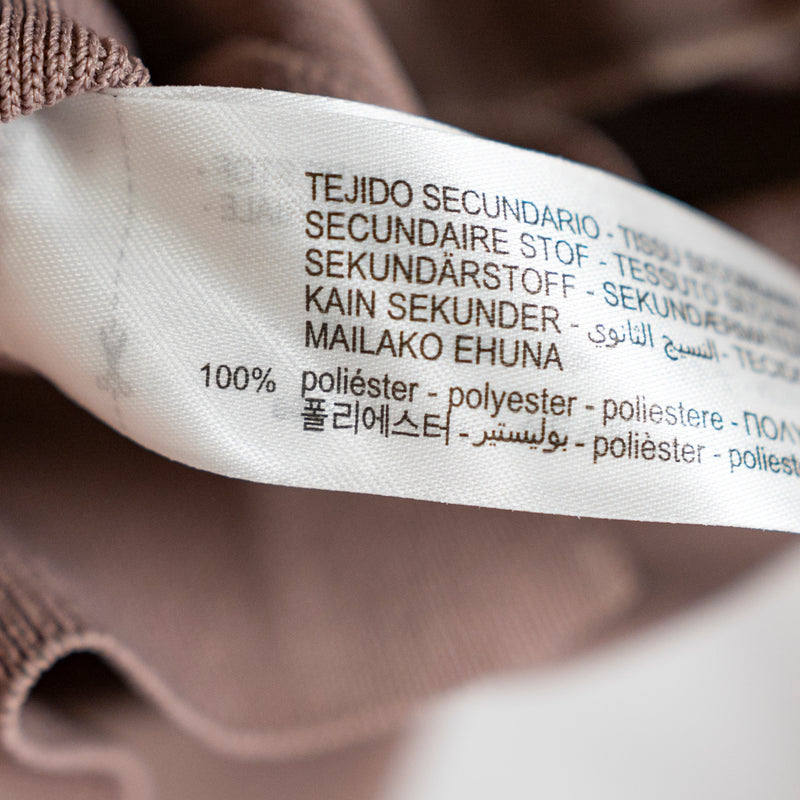 TEJIDO SECUNDARIO - TISSU
SECUNDAIRE STOF - TESSUTO
SEKUNDÄRSTOFF -
KAIN SEKUNDER - النسيج الثانوي -
MAILAKO EHUNA
100% poliéster - polyester - poliestere -
폴리에스터 - بوليستير - polièster -